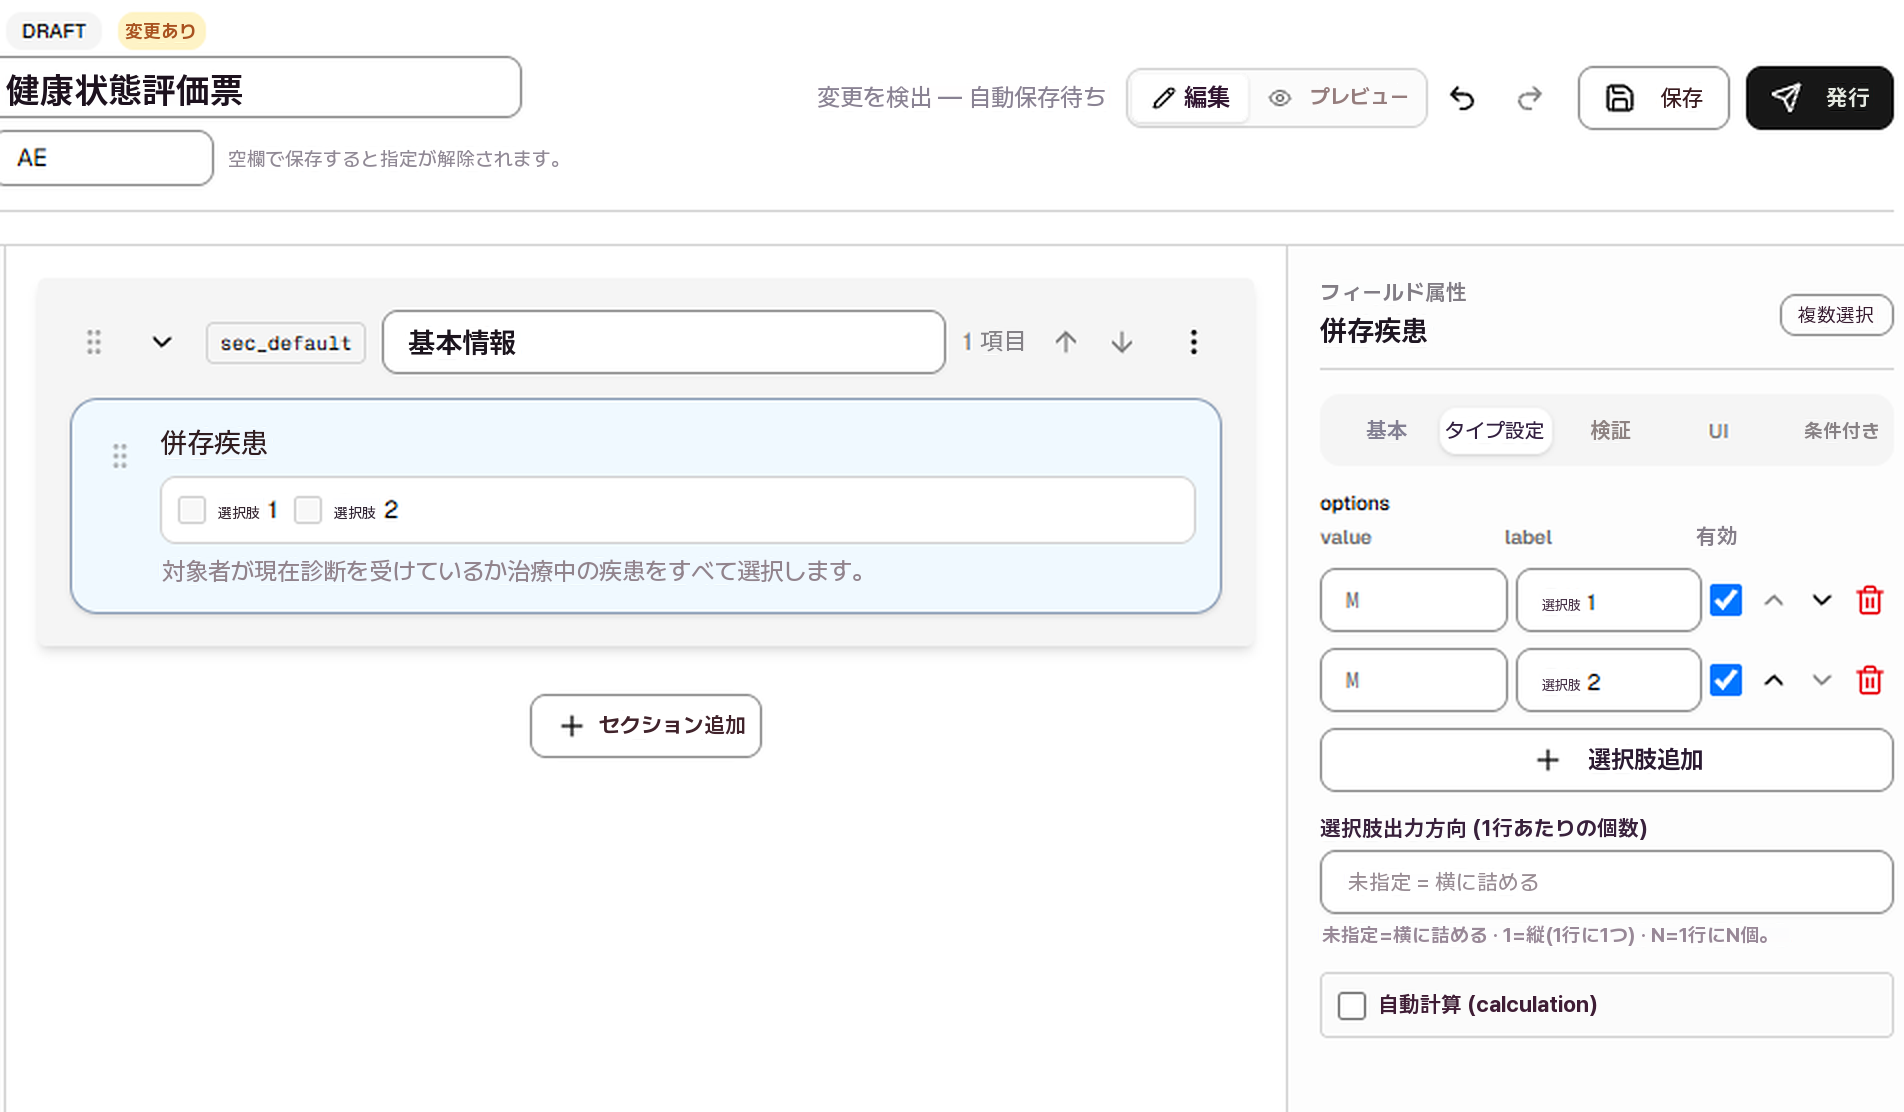 DRAFT 変更あり
健康状態評価票
変更を検出 — 自動保存待ち 編集 プレビュー 保存 発行
AE 空欄で保存すると指定が解除されます。
sec_default 基本情報 1 項目
併存疾患
選択肢 1 選択肢 2
対象者が現在診断を受けているか治療中の疾患をすべて選択します。
セクション追加
フィールド属性
併存疾患 複数選択
基本 タイプ設定 検証 UI 条件付き
options
value label 有効
M 選択肢 1
M 選択肢 2
選択肢追加
選択肢出力方向 (1行あたりの個数)
未指定 = 横に詰める
未指定=横に詰める · 1=縦(1行に1つ) · N=1行にN個。
自動計算 (calculation)